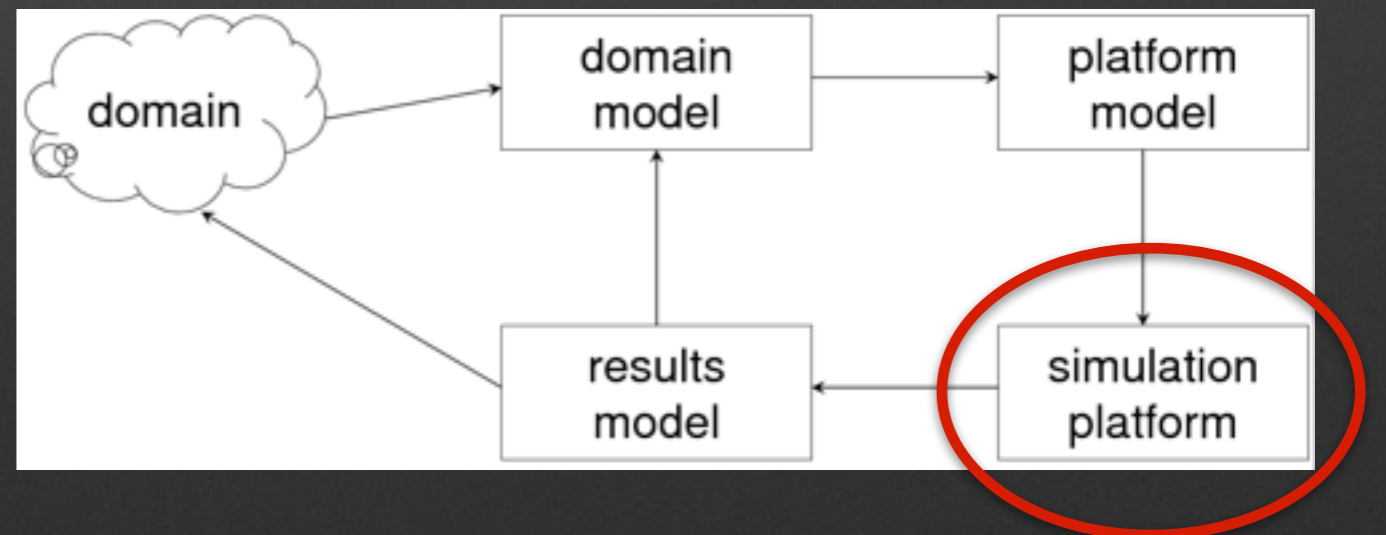 domain
domain
model
platform
model
results
model
simulation
platform